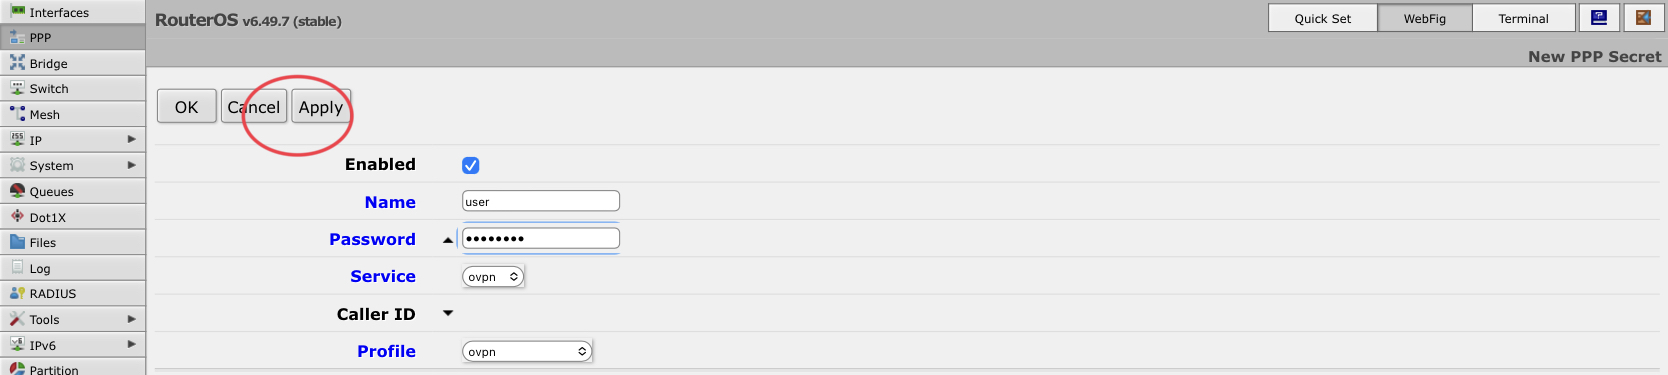 Interfaces
PPP
Bridge
Switch
Mesh
IP
System
Queues
Dot1X
Files
Log
RADIUS
Tools
IPv6
Partition
RouterOS v6.49.7 (stable)
Quick Set
WebFig
Terminal
New PPP Secret
OK
Cancel
Apply
Enabled
Name
user
Password
••••••••
Service
ovpn
Caller ID
Profile
ovpn